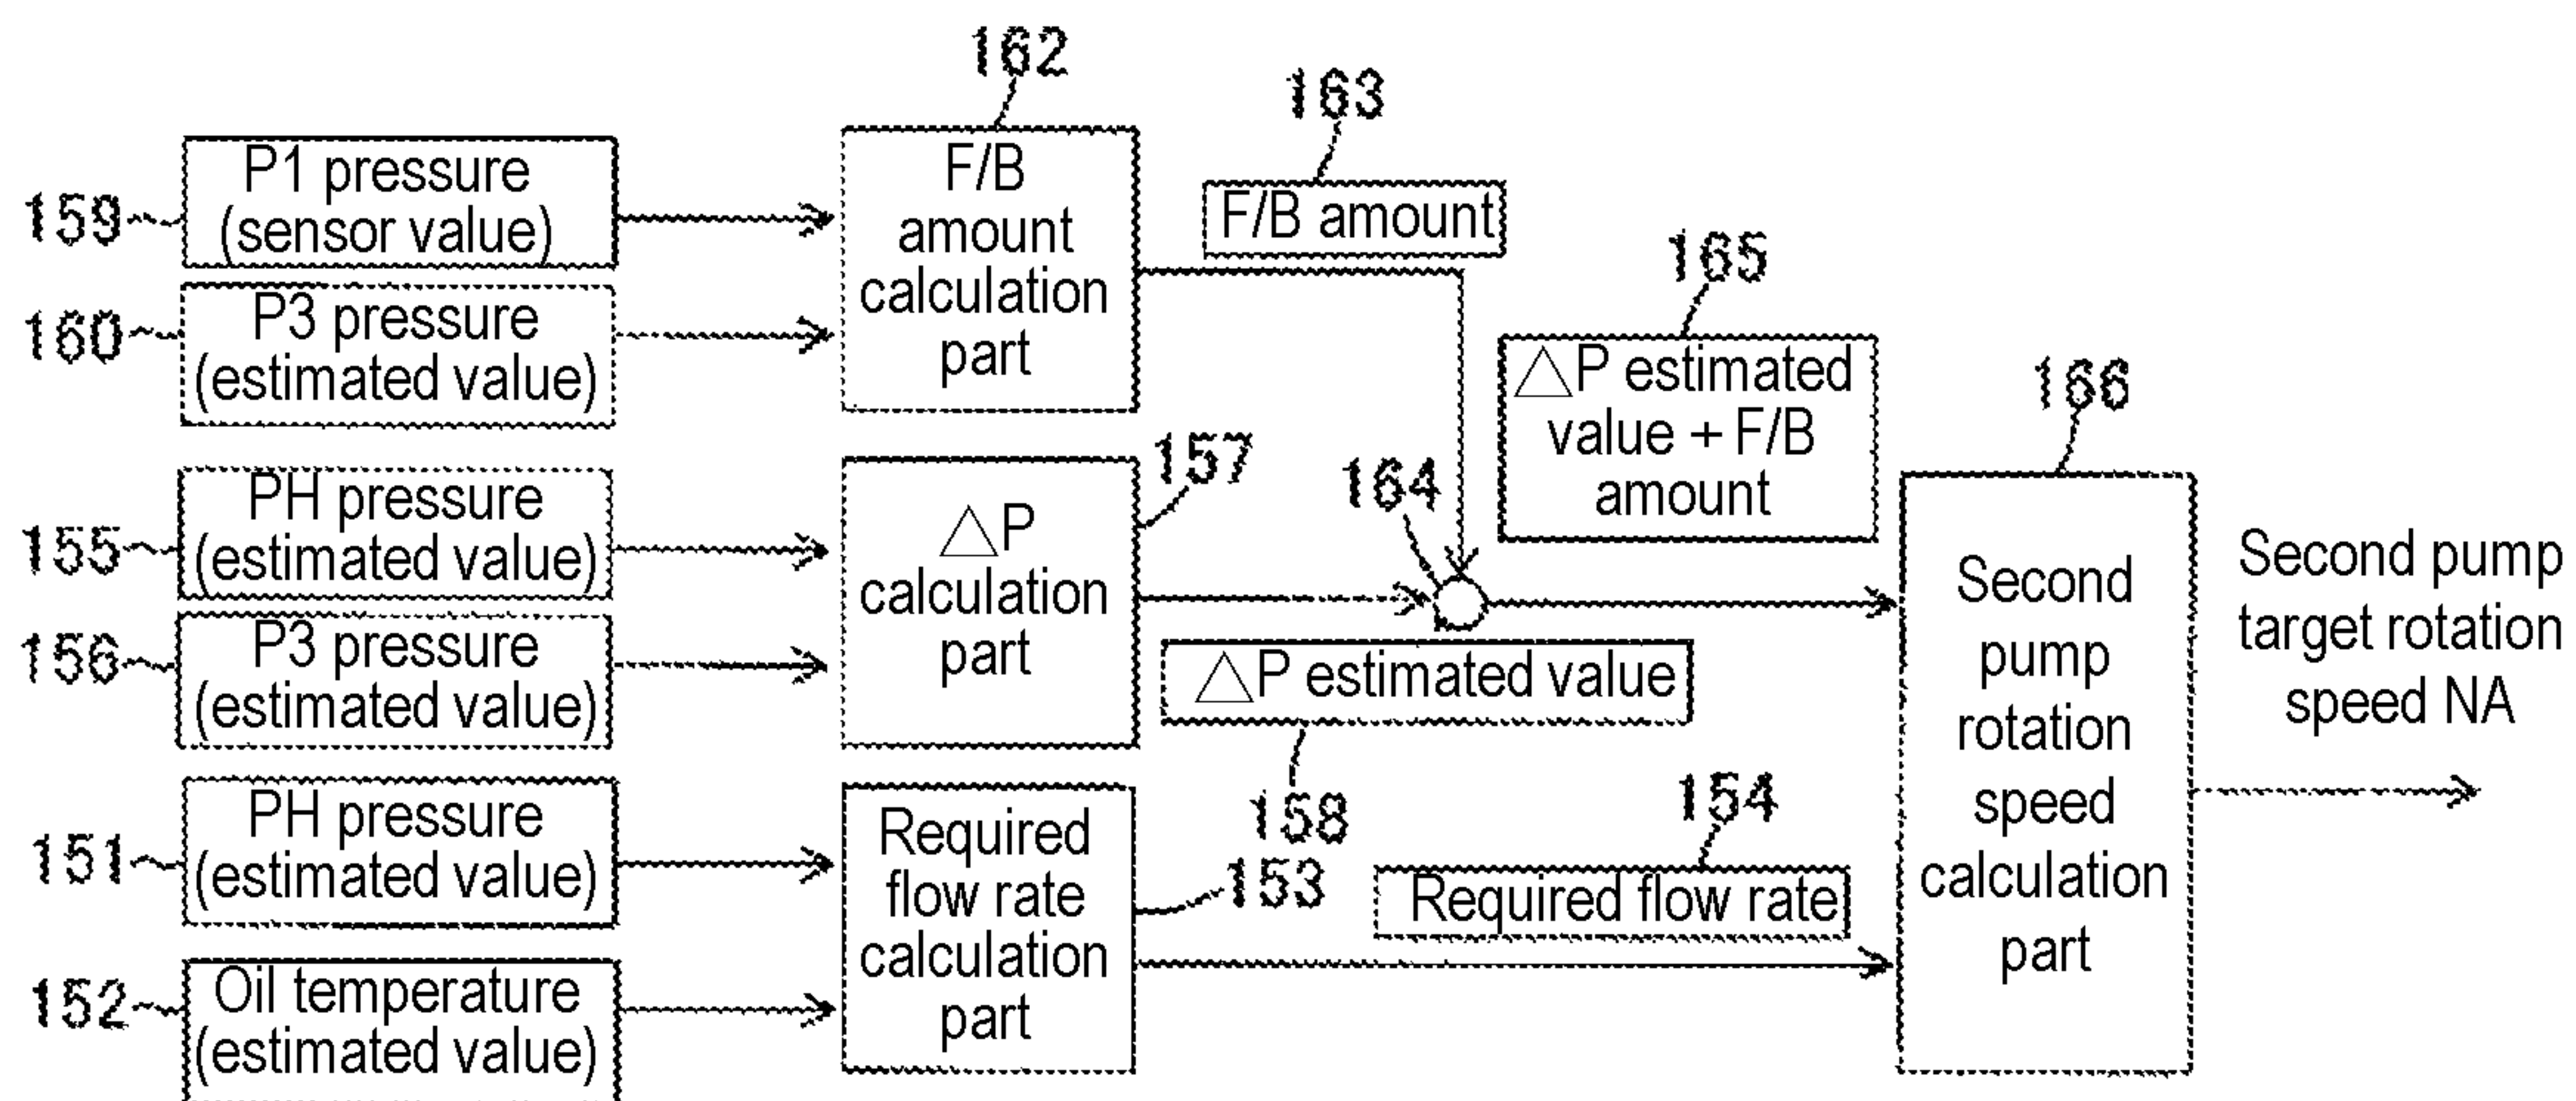 162
163
159
P1 pressure
(sensor value)
F/B
amount
calculation
part
F/B amount
165
160
P3 pressure
(estimated value)
△P estimated
value + F/B
amount
166
157
164
155
PH pressure
(estimated value)
△P
calculation
part
156
P3 pressure
(estimated value)
△P estimated value
158
Second
pump
rotation
speed
calculation
part
Second pump
target rotation
speed NA
151
PH pressure
(estimated value)
Required
flow rate
calculation
part
153
154
Required flow rate
152
Oil temperature
(estimated value)